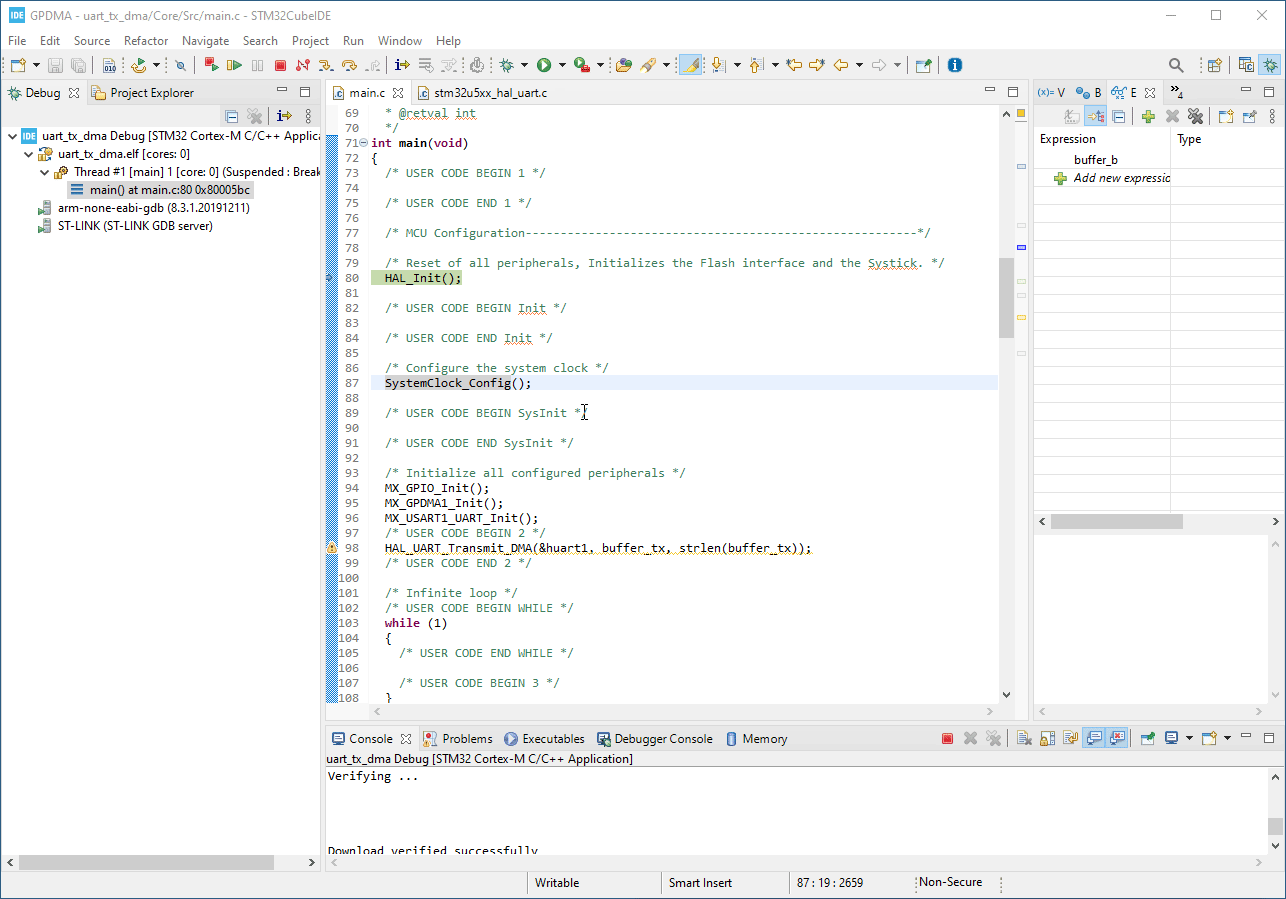 IDE GPDMA - uart_tx_dma/Core/Src/main.c - STM32CubeIDE
File Edit Source Refactor Navigate Search Project Run Window Help
Debug Project Explorer
IDE uart_tx_dma Debug [STM32 Cortex-M C/C++ Applica
uart_tx_dma.elf [cores: 0]
Thread #1 [main] 1 [core: 0] (Suspended : Break
main() at main.c:80 0x80005bc
arm-none-eabi-gdb (8.3.1.20191211)
ST-LINK (ST-LINK GDB server)
main.c stm32u5xx_hal_uart.c
69 * @retval int
70 */
71 int main(void)
72 {
73 /* USER CODE BEGIN 1 */
74
75 /* USER CODE END 1 */
76
77 /* MCU Configuration--------------------------------------------------------*/
78
79 /* Reset of all peripherals, Initializes the Flash interface and the Systick. */
80 HAL_Init();
81
82 /* USER CODE BEGIN Init */
83
84 /* USER CODE END Init */
85
86 /* Configure the system clock */
87 SystemClock_Config();
88
89 /* USER CODE BEGIN SysInit */
90
91 /* USER CODE END SysInit */
92
93 /* Initialize all configured peripherals */
94 MX_GPIO_Init();
95 MX_GPDMA1_Init();
96 MX_USART1_UART_Init();
97 /* USER CODE BEGIN 2 */
98 HAL_UART_Transmit_DMA(&huart1, buffer_tx, strlen(buffer_tx));
99 /* USER CODE END 2 */
100
101 /* Infinite loop */
102 /* USER CODE BEGIN WHILE */
103 while (1)
104 {
105 /* USER CODE END WHILE */
106
107 /* USER CODE BEGIN 3 */
108 }
(x)= V B E »4
Expression Type
buffer_b
Add new expressic
Console Problems Executables Debugger Console Memory
uart_tx_dma Debug [STM32 Cortex-M C/C++ Application]
Verifying ...
Download verified successfully
Writable Smart Insert 87 : 19 : 2659 Non-Secure